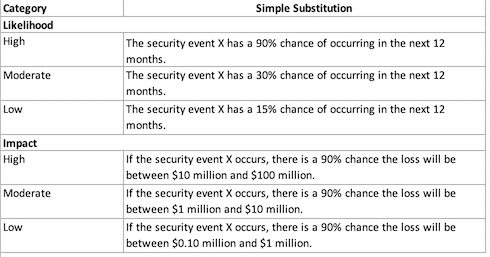 Category Simple Substitution
Likelihood
High The security event X has a 90% chance of occurring in the next 12
months.
Moderate The security event X has a 30% chance of occurring in the next 12
months.
Low The security event X has a 15% chance of occurring in the next 12
months.
Impact
High If the security event X occurs, there is a 90% chance the loss will be
between $10 million and $100 million.
Moderate If the security event X occurs, there is a 90% chance the loss will be
between $1 million and $10 million.
Low If the security event X occurs, there is a 90% chance the loss will be
between $0.10 million and $1 million.